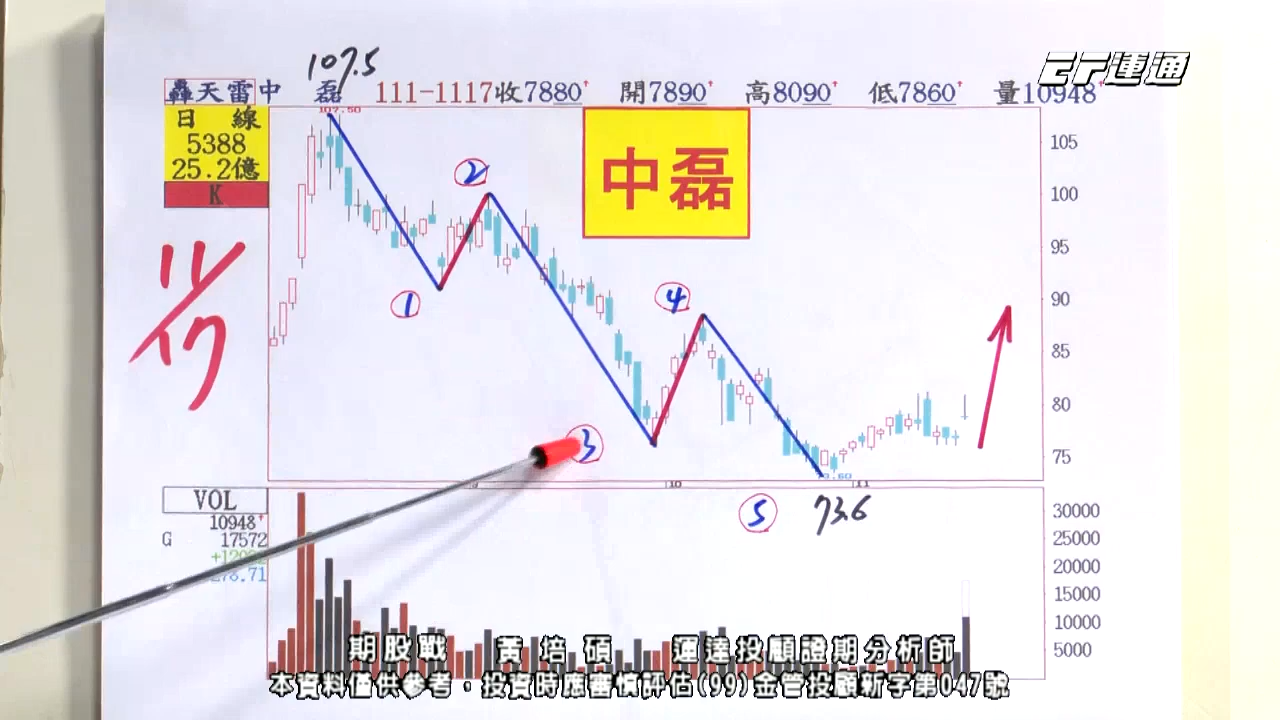 107.5
ET運通
轟天雷中 磊 111-1117收7880↑ 開7890↑ 高8090↑ 低7860↑ 量10948↑
日 線
5388
25.2億
K
中磊
107.50
11/17
105
100
95
90
85
80
75
②
①
④
③
⑤
73.6
10
11
VOL
10948↑
G 17572
30000
25000
20000
15000
10000
5000
期股戰 黃培碩 運達投顧證期分析師
本資料僅供參考，投資時應審慎評估(99)金管投顧新字第047號